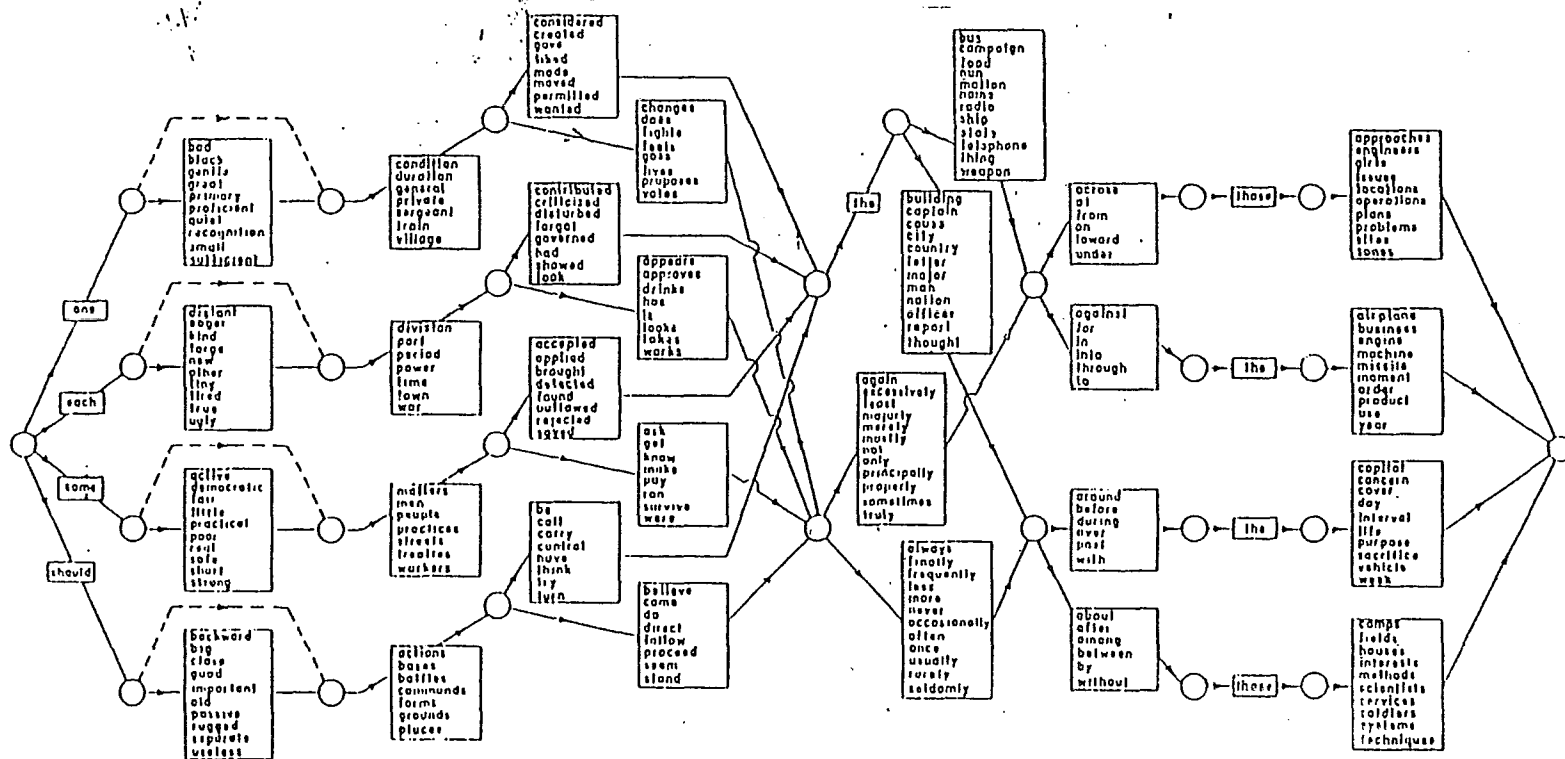 one
each
some
should
bad
black
gentle
great
primary
proficient
quiet
recognition
small
sufficient
distant
eager
kind
large
new
other
tiny
tired
true
ugly
active
democratic
fair
little
practical
poor
real
safe
short
strong
backward
big
close
good
important
old
passive
rugged
separate
useless
condition
duration
general
private
sergeant
train
village
division
part
period
power
time
town
war
matters
men
people
practices
streets
treaties
workers
actions
bases
battles
commands
forms
grounds
places
considered
created
gave
liked
made
moved
permitted
wanted
contributed
criticized
disturbed
forgot
governed
had
showed
took
accepted
applied
brought
detected
found
outlawed
rejected
saved
be
call
carry
control
have
think
try
turn
changes
does
fights
feels
goes
lives
proposes
votes
appears
approves
drinks
has
is
looks
takes
works
ask
get
know
make
pay
ran
survive
were
believe
come
do
direct
follow
proceed
seem
stand
the
bus
campaign
food
gun
motion
name
radio
ship
state
telephone
thing
weapon
building
captain
cause
city
country
letter
major
man
nation
officer
report
thought
again
excessively
least
majorly
merely
mostly
not
only
principally
properly
sometimes
truly
always
finally
frequently
less
more
never
occasionally
often
once
usually
rarely
seldomly
across
at
from
on
toward
under
against
for
in
into
through
to
around
before
during
over
past
with
about
after
among
between
by
without
those
the
the
those
approaches
engineers
girls
issues
locations
operations
plans
problems
sites
zones
airplane
business
engine
machine
missile
moment
order
product
use
year
capitol
concern
cover
day
interval
life
purpose
sacrifice
vehicle
week
camps
fields
houses
interests
methods
scientists
services
soldiers
systems
techniques